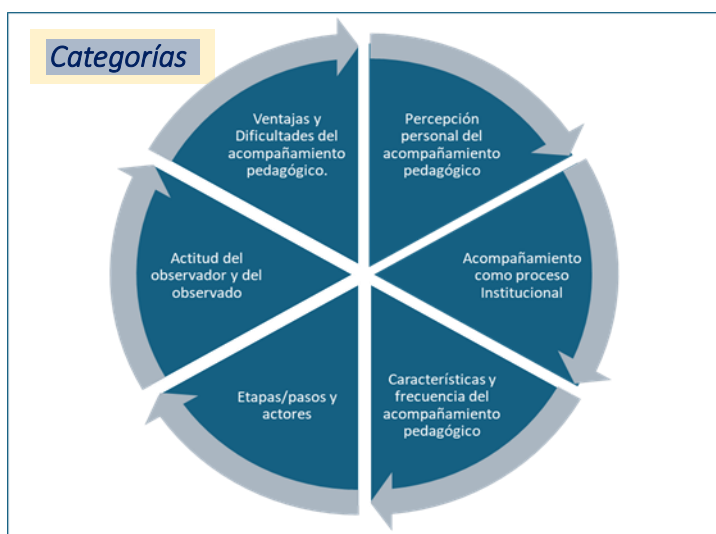 Categorías
Percepción
personal del
acompañamiento
pedagógico
Acompañamiento
como proceso
Institucional
Características y
frecuencia del
acompañamiento
pedagógico
Etapas/pasos y
actores
Actitud del
observador y del
observado
Ventajas y
Dificultades del
acompañamiento
pedagógico.